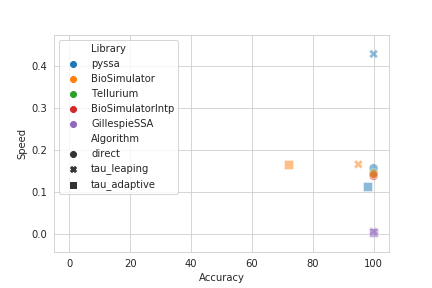 Library
pyssa
BioSimulator
Tellurium
BioSimulatorIntp
GillespieSSA
Algorithm
direct
tau_leaping
tau_adaptive
0.4
0.3
0.2
0.1
0.0
Speed
0 20 40 60 80 100
Accuracy